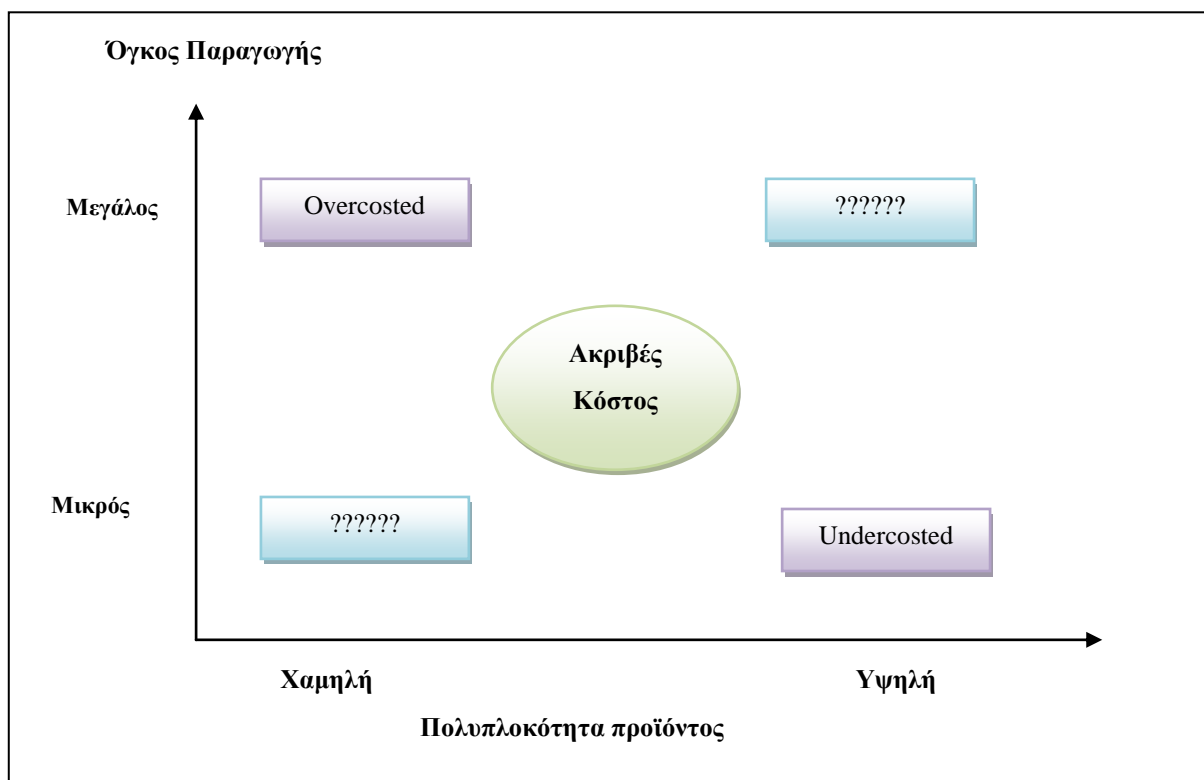 Όγκος Παραγωγής
Μεγάλος
Overcosted
??????
Ακριβές
Κόστος
Μικρός
??????
Undercosted
Χαμηλή
Υψηλή
Πολυπλοκότητα προϊόντος